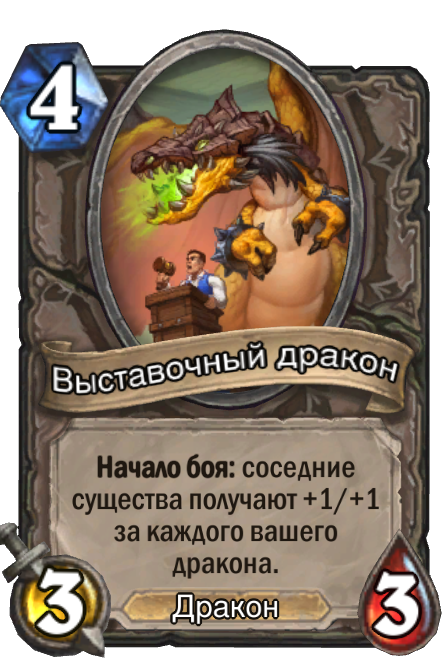 4
Выставочный дракон
Начало боя: соседние
существа получают +1/+1
за каждого вашего
дракона.
3
Дракон
3